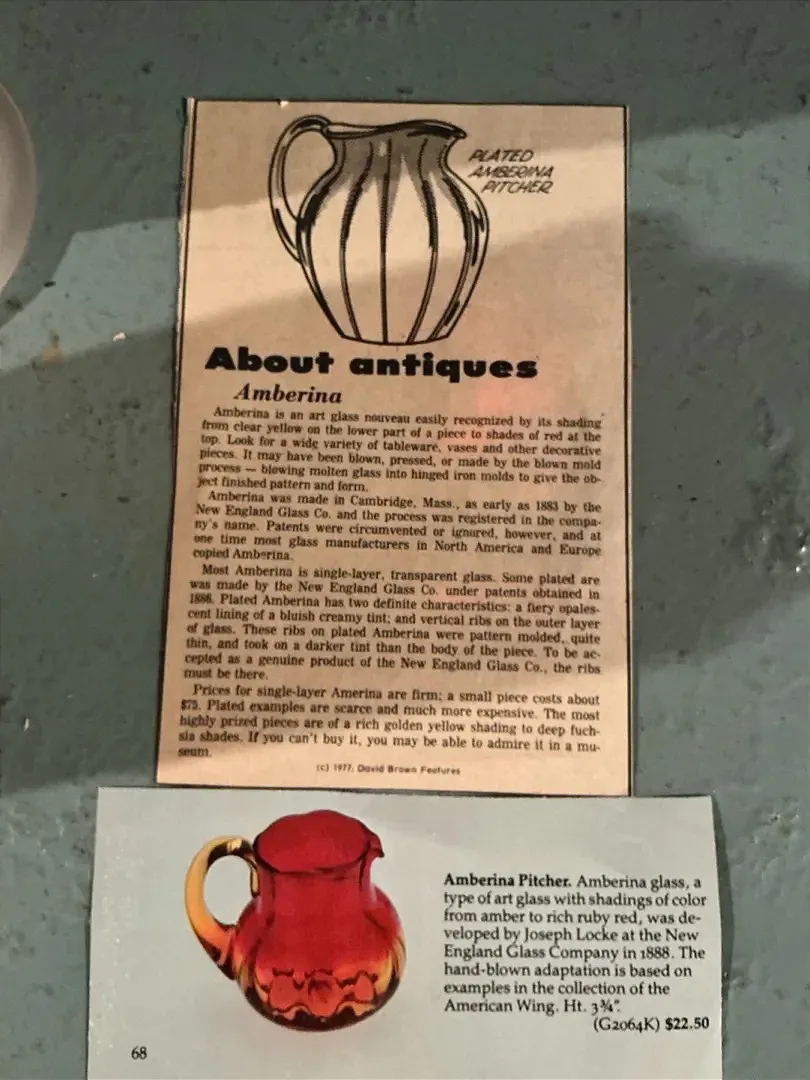 PLATED
AMBERINA
PITCHER
About antiques
Amberina
Amberina is an art glass nouveau easily recognized by its shading
from clear yellow on the lower part of a piece to shades of red at the
top. Look for a wide variety of tableware, vases and other decorative
pieces. It may have been blown, pressed, or made by the blown mold
process — blowing molten glass into hinged iron molds to give the ob-
ject finished pattern and form.
Amberina was made in Cambridge, Mass., as early as 1883 by the
New England Glass Co. and the process was registered in the compa-
ny's name. Patents were circumvented or ignored, however, and at
one time most glass manufacturers in North America and Europe
copied Amberina.
Most Amberina is single-layer, transparent glass. Some plated are
was made by the New England Glass Co. under patents obtained in
1886. Plated Amberina has two definite characteristics: a fiery opales-
cent lining of a bluish creamy tint; and vertical ribs on the outer layer
of glass. These ribs on plated Amberina were pattern molded, quite
thin, and took on a darker tint than the body of the piece. To be ac-
cepted as a genuine product of the New England Glass Co., the ribs
must be there.
Prices for single-layer Amerina are firm; a small piece costs about
$75. Plated examples are scarce and much more expensive. The most
highly prized pieces are of a rich golden yellow shading to deep fuch-
sia shades. If you can't buy it, you may be able to admire it in a mu-
seum.
(c) 1977, David Brown Features
Amberina Pitcher. Amberina glass, a
type of art glass with shadings of color
from amber to rich ruby red, was de-
veloped by Joseph Locke at the New
England Glass Company in 1888. The
hand-blown adaptation is based on
examples in the collection of the
American Wing. Ht. 3¾".
(G2064K) $22.50
68